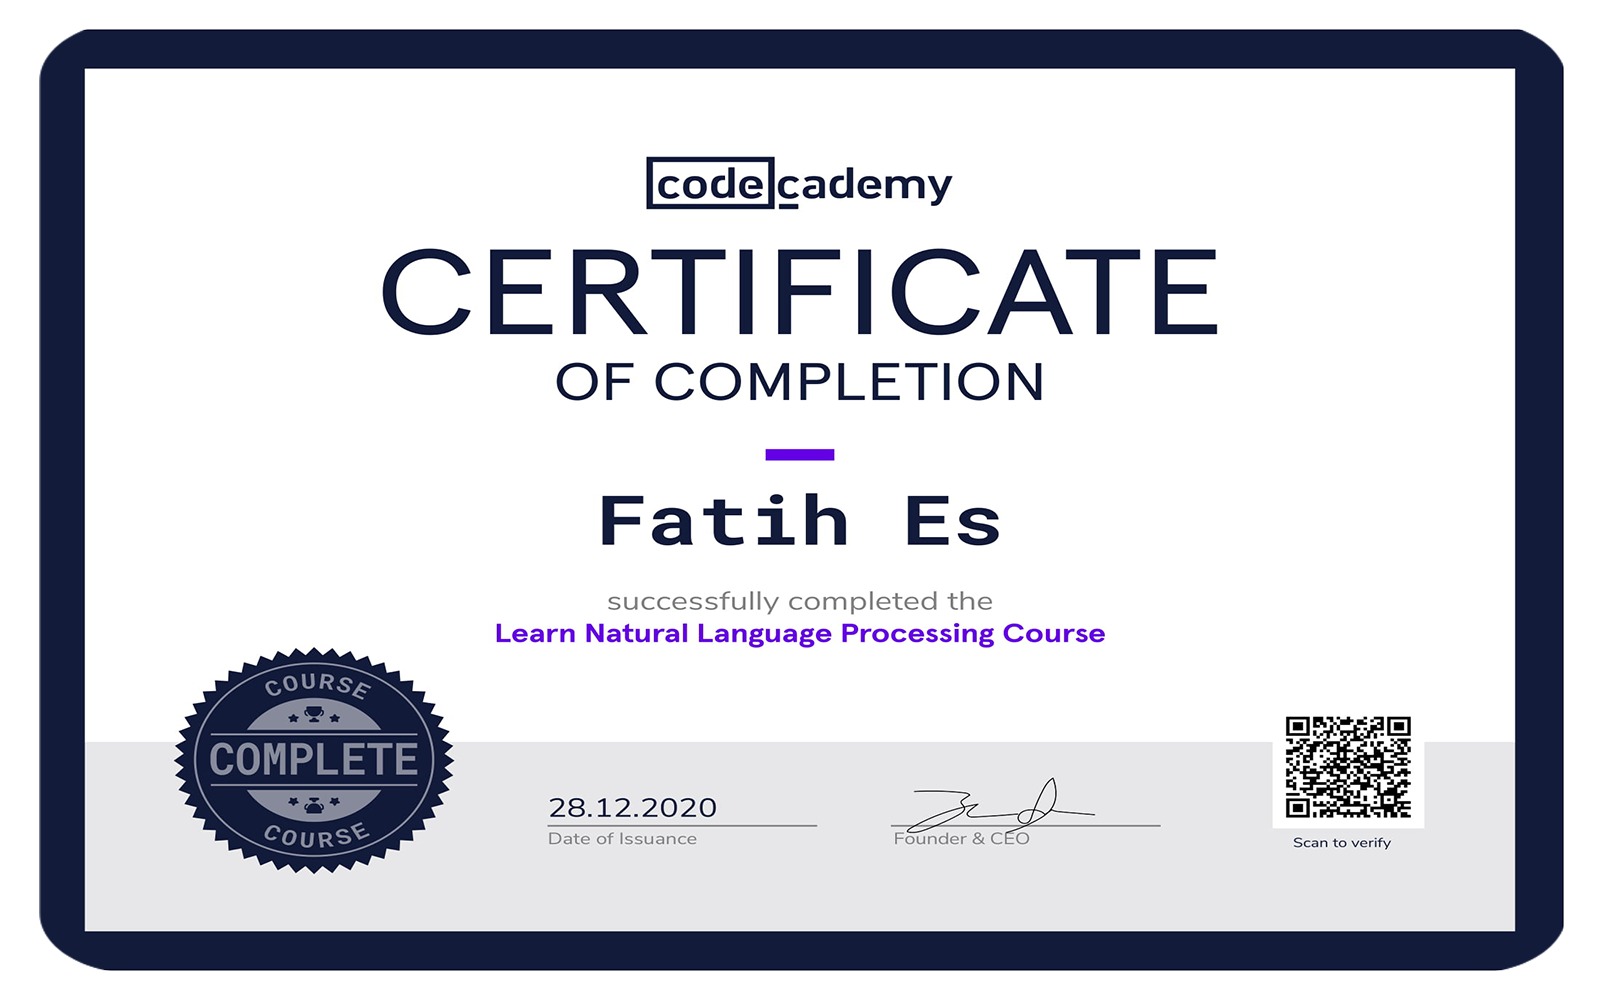 codecademy
CERTIFICATE
OF COMPLETION
Fatih Es
successfully completed the
Learn Natural Language Processing Course
COURSE
COMPLETE
COURSE
28.12.2020
Date of Issuance
Founder & CEO
Scan to verify